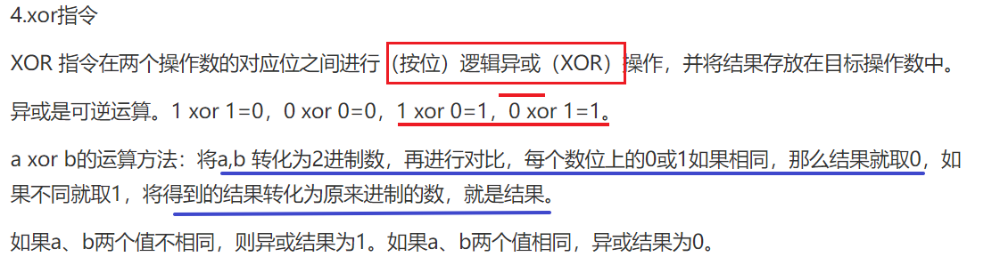 4.xor指令
XOR 指令在两个操作数的对应位之间进行（按位）逻辑异或（XOR）操作，并将结果存放在目标操作数中。
异或是可逆运算。1 xor 1=0，0 xor 0=0，1 xor 0=1，0 xor 1=1。
a xor b的运算方法：将a,b 转化为2进制数，再进行对比，每个数位上的0或1如果相同，那么结果就取0，如
果不同就取1，将得到的结果转化为原来进制的数，就是结果。
如果a、b两个值不相同，则异或结果为1。如果a、b两个值相同，异或结果为0。